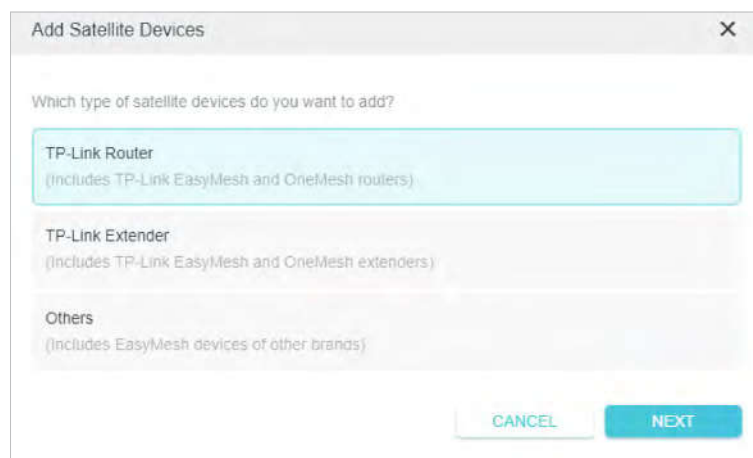 Add Satellite Devices
Which type of satellite devices do you want to add?
TP-Link Router
(Includes TP-Link EasyMesh and OneMesh routers)
TP-Link Extender
(Includes TP-Link EasyMesh and OneMesh extenders)
Others
(Includes EasyMesh devices of other brands)
CANCEL NEXT